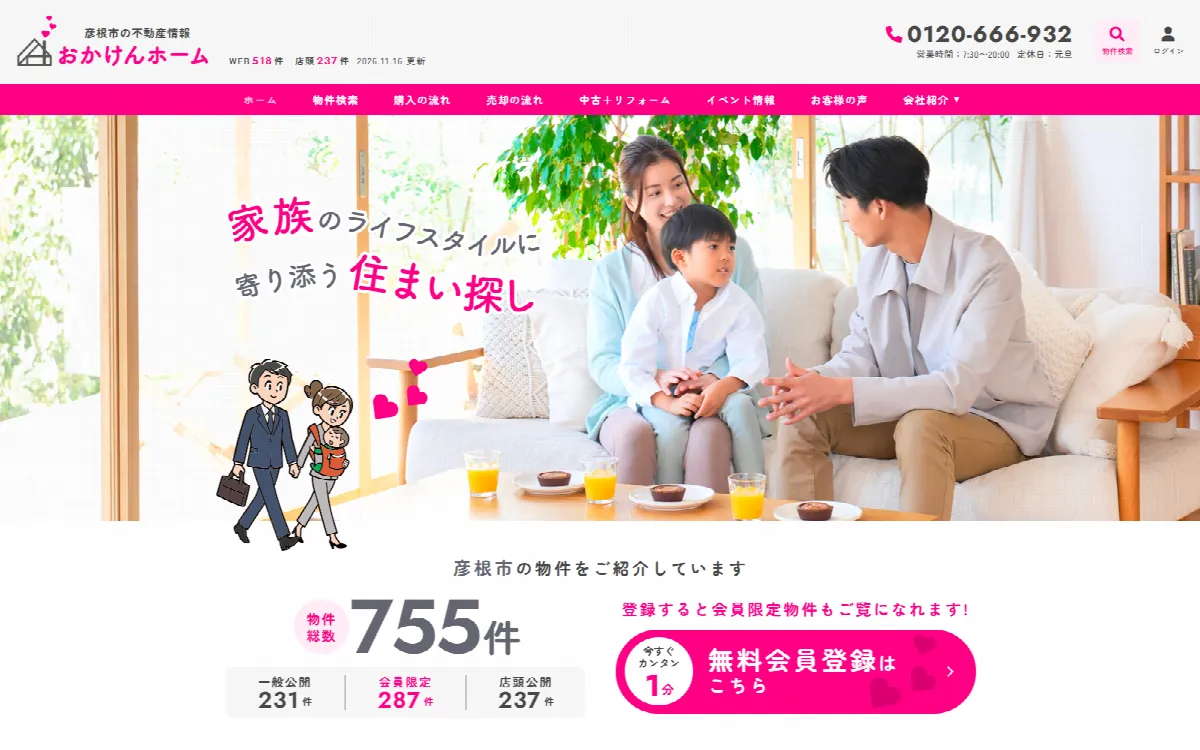 彦根市の不動産情報
おかけんホーム
WEB 518 件 店頭 237 件 2026.11.16 更新
0120-666-932
営業時間:7:30~20:00 定休日:元旦
物件検索
ログイン
ホーム 物件検索 購入の流れ 売却の流れ 中古+リフォーム イベント情報 お客様の声 会社紹介 ▼
家族のライフスタイルに
寄り添う住まい探し
彦根市の物件をご紹介しています
物件
総数
755件
一般公開
231 件
会員限定
287 件
店頭公開
237 件
登録すると会員限定物件もご覧になれます!
今すぐ
カンタン
1分
無料会員登録は
こちら